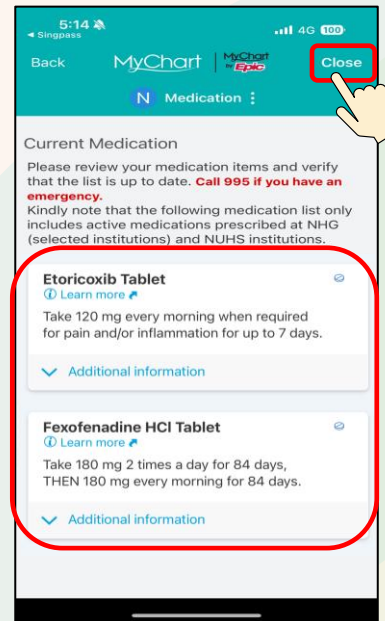 5:14
4G 100
◄ Singpass
Back MyChart MyChart by Epic Close
N Medication
Current Medication
Please review your medication items and verify
that the list is up to date. Call 995 if you have an
emergency.
Kindly note that the following medication list only
includes active medications prescribed at NHG
(selected institutions) and NUHS institutions.
Etoricoxib Tablet
Learn more
Take 120 mg every morning when required
for pain and/or inflammation for up to 7 days.
Additional information
Fexofenadine HCl Tablet
Learn more
Take 180 mg 2 times a day for 84 days,
THEN 180 mg every morning for 84 days.
Additional information